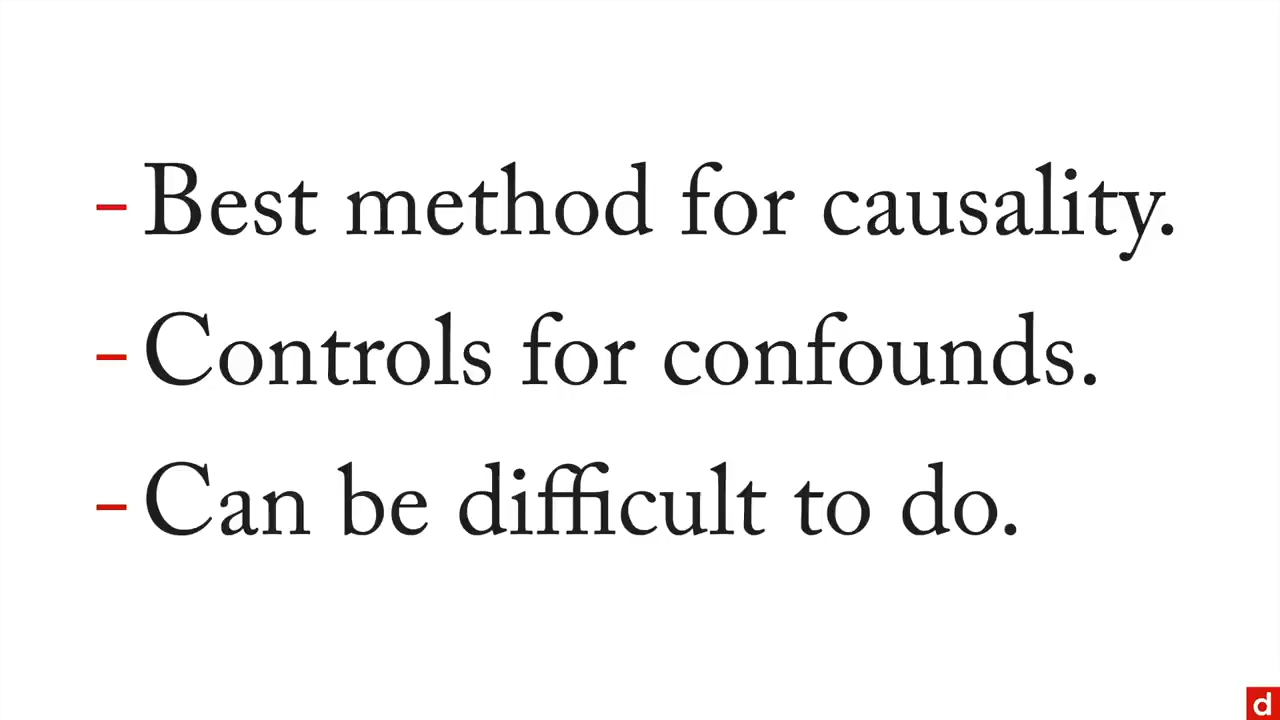 - Best method for causality.
- Controls for confounds.
- Can be difficult to do.
d